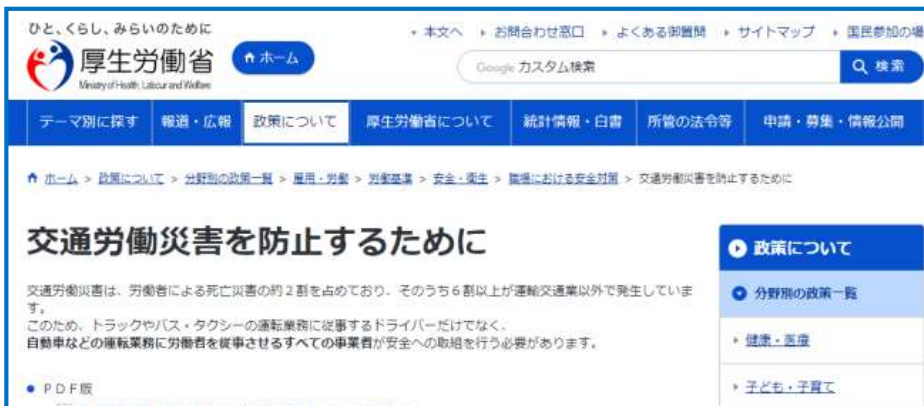 ひと、くらし、みらいのために
本文へ お問合わせ窓口 よくある御質問 サイトマップ 国民参加の場
厚生労働省
Ministry of Health, Labour and Welfare
ホーム
Google カスタム検索
検索
テーマ別に探す 報道・広報 政策について 厚生労働省について 統計情報・白書 所管の法令等 申請・募集・情報公開
ホーム > 政策について > 分野別の政策一覧 > 雇用・労働 > 労働基準 > 安全・衛生 > 職場における安全対策 > 交通労働災害を防止するために
交通労働災害を防止するために
交通労働災害は、労働者による死亡災害の約2割を占めており、そのうち6割以上が運輸交通業以外で発生していま
す。
このため、トラックやバス・タクシーの運転業務に従事するドライバーだけでなく、
自動車などの運転業務に労働者を従事させるすべての事業者が安全への取組を行う必要があります。
PDF版
政策について
分野別の政策一覧
健康・医療
子ども・子育て